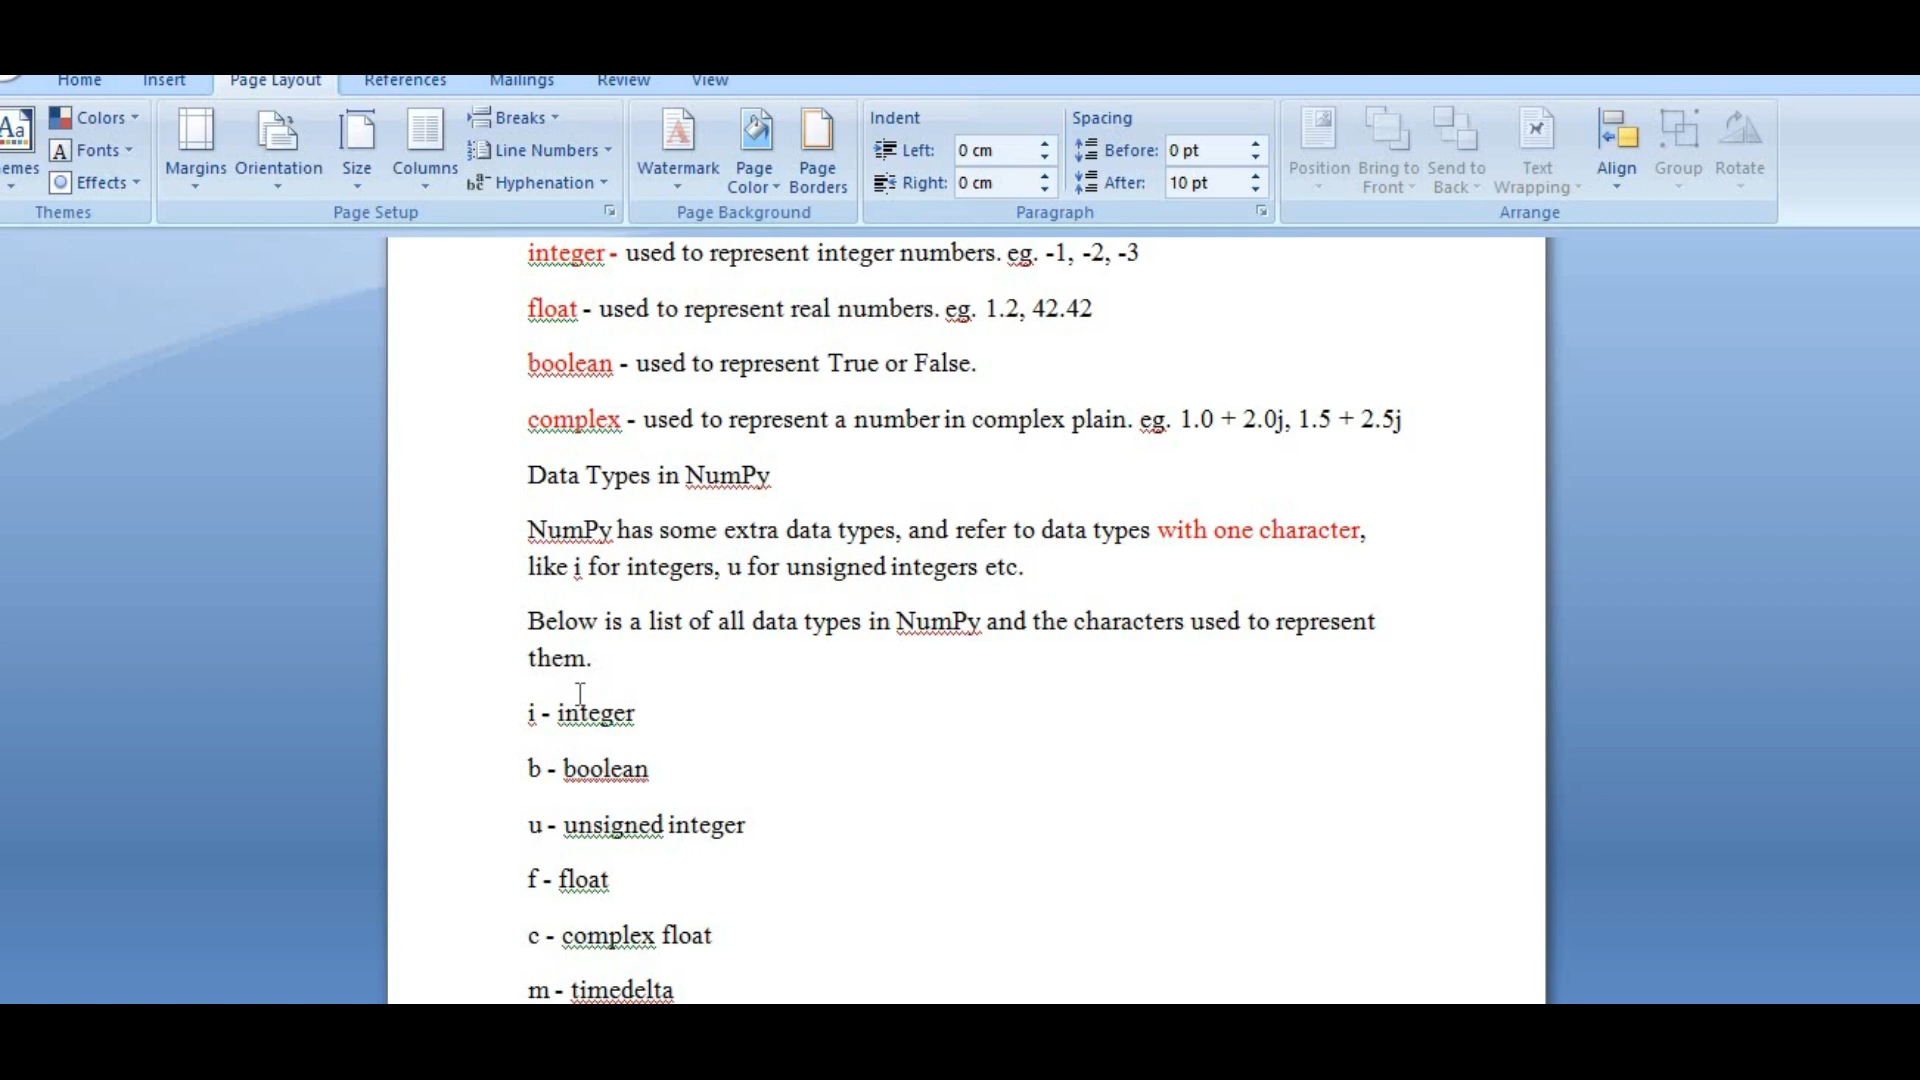 Home Insert Page Layout References Mailings Review View
Aa Colors Breaks Indent Spacing
A Fonts Line Numbers Left: 0 cm Before: 0 pt
emes Effects Margins Orientation Size Columns Hyphenation Watermark Page Color Page Borders Right: 0 cm After: 10 pt Position Bring to Front Send to Back Text Wrapping Align Group Rotate
Themes Page Setup Page Background Paragraph Arrange
integer - used to represent integer numbers. eg. -1, -2, -3
float - used to represent real numbers. eg. 1.2, 42.42
boolean - used to represent True or False.
complex - used to represent a number in complex plain. eg. 1.0 + 2.0j, 1.5 + 2.5j
Data Types in NumPy
NumPy has some extra data types, and refer to data types with one character,
like i for integers, u for unsigned integers etc.
Below is a list of all data types in NumPy and the characters used to represent
them.
i - integer
b - boolean
u - unsigned integer
f - float
c - complex float
m - timedelta